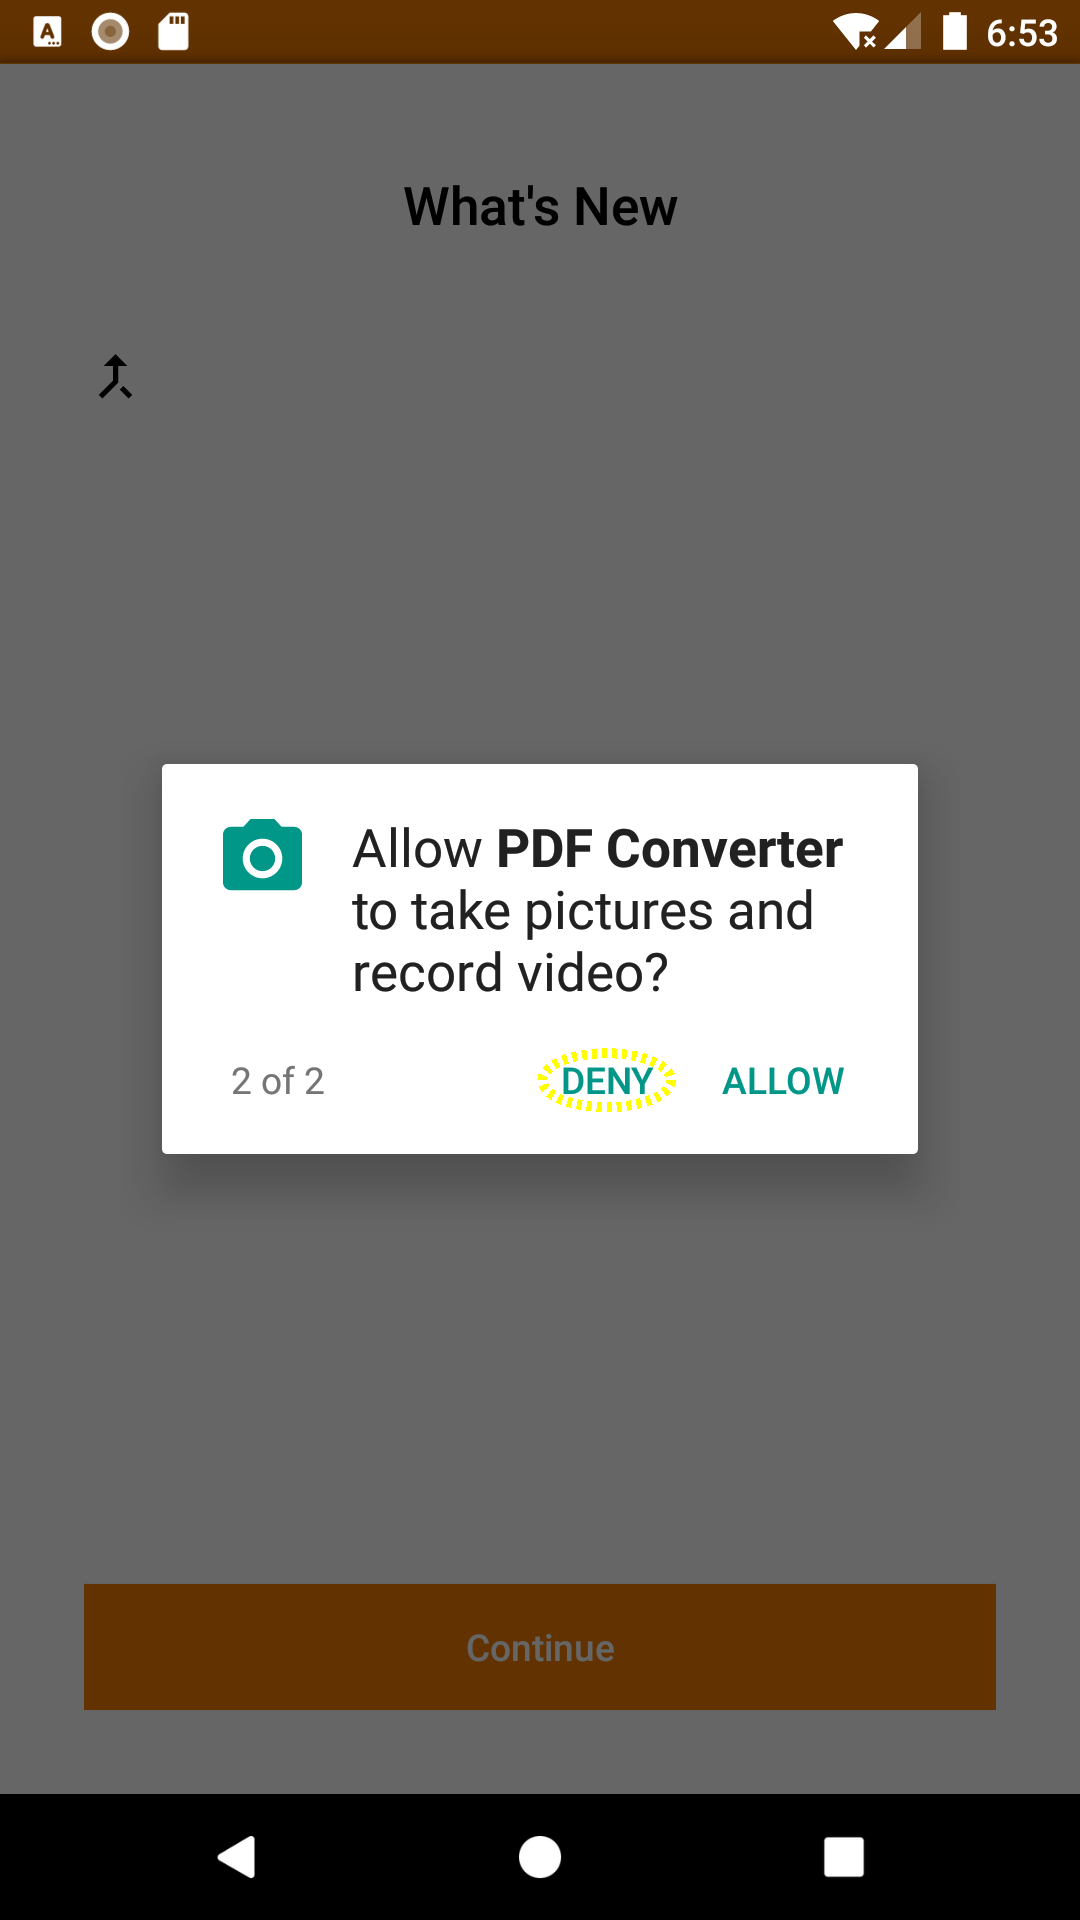 6:53
What's New
Allow PDF Converter
to take pictures and
record video?
2 of 2 DENY ALLOW
Continue